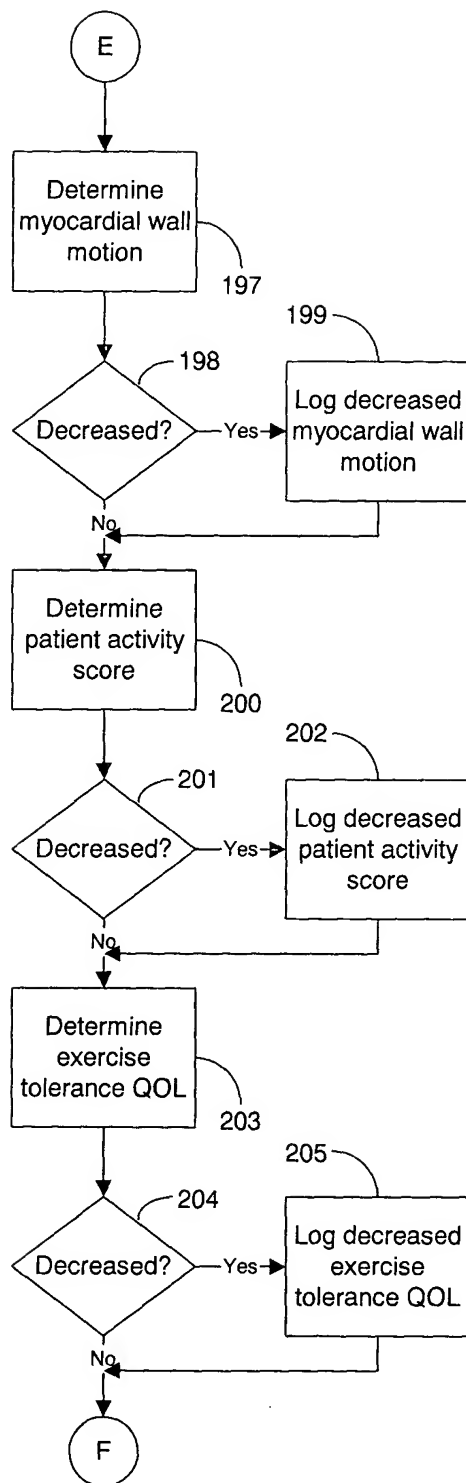 E
Determine
myocardial wall
motion
197
198
199
Decreased?
Yes
Log decreased
myocardial wall
motion
No
Determine
patient activity
score
200
201
202
Decreased?
Yes
Log decreased
patient activity
score
No
Determine
exercise
tolerance QOL
203
204
205
Decreased?
Yes
Log decreased
exercise
tolerance QOL
No
F